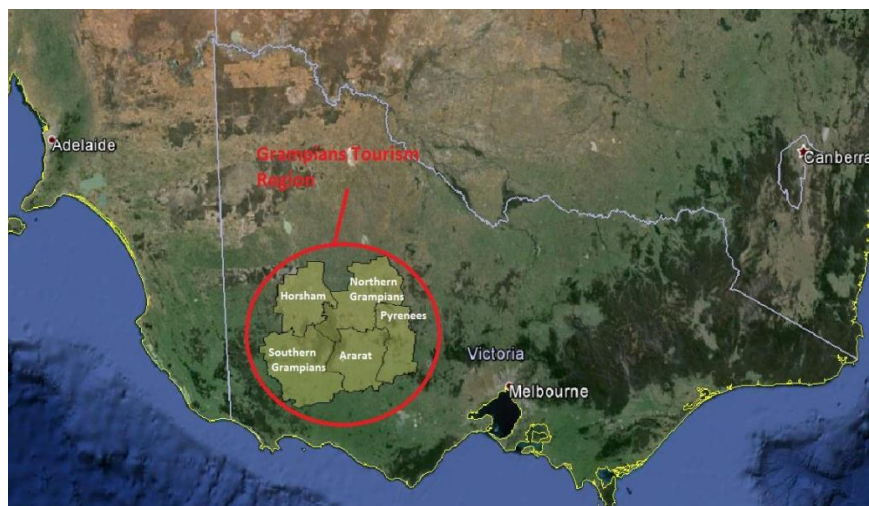 Adelaide
Canberra
Grampians Tourism
Region
Northern
Grampians
Horsham
Pyrenees
Southern
Grampians
Ararat
Victoria
Melbourne